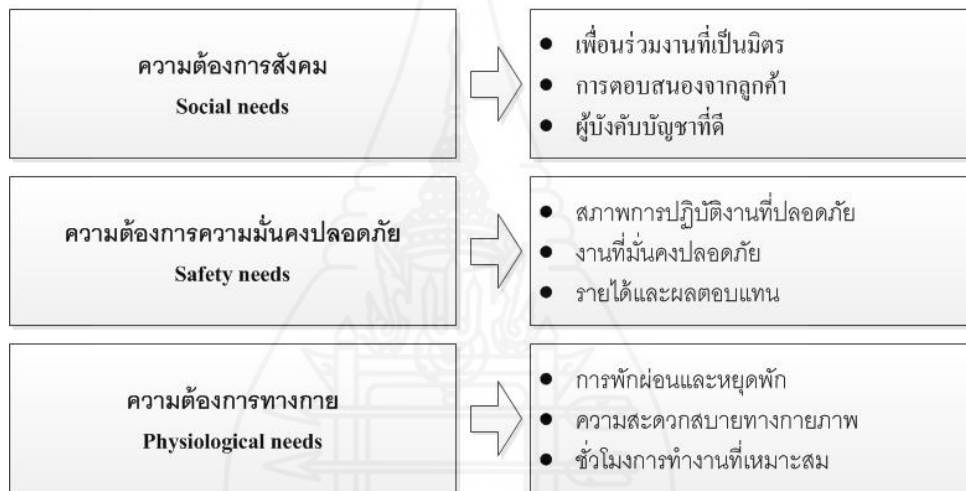 ความต้องการสังคม
Social needs
● เพื่อนร่วมงานที่เป็นมิตร
● การตอบสนองจากลูกค้า
● ผู้บังคับบัญชาที่ดี
ความต้องการความมั่นคงปลอดภัย
Safety needs
● สภาพการปฏิบัติงานที่ปลอดภัย
● งานที่มั่นคงปลอดภัย
● รายได้และผลตอบแทน
ความต้องการทางกาย
Physiological needs
● การพักผ่อนและหยุดพัก
● ความสะดวกสบายทางกายภาพ
● ชั่วโมงการทำงานที่เหมาะสม